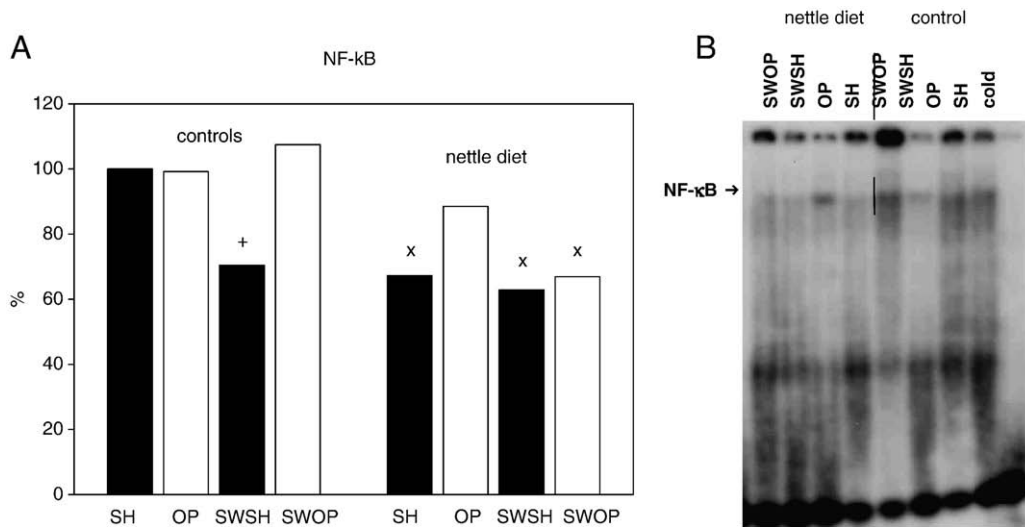 A
NF-kB
%
120
100
80
60
40
20
0
controls
nettle diet
+
x
x
x
SH OP SWSH SWOP SH OP SWSH SWOP
B
nettle diet control
SWOP SWSH OP SH SWOP SWSH OP SH cold
NF-κB →